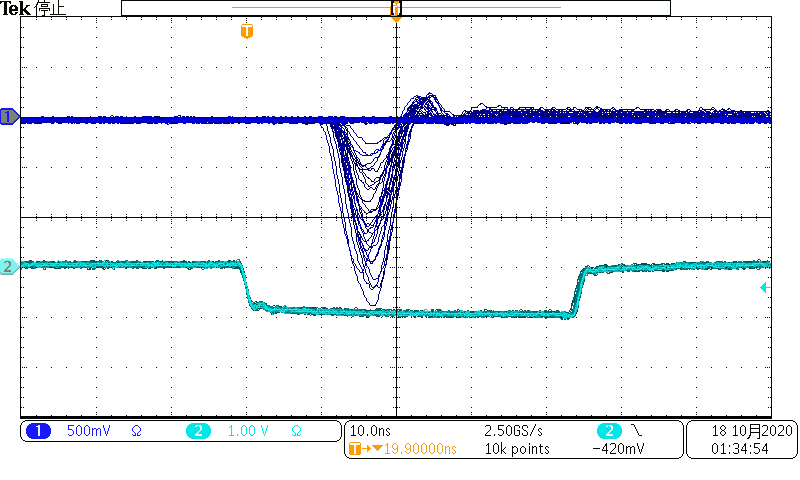 Tek 停止
T
1
2
1 500mV Ω 2 1.00 V Ω
10.0ns 2.50GS/s 2
T→▼19.90000ns 10k points −420mV
18 10月2020
01:34:54